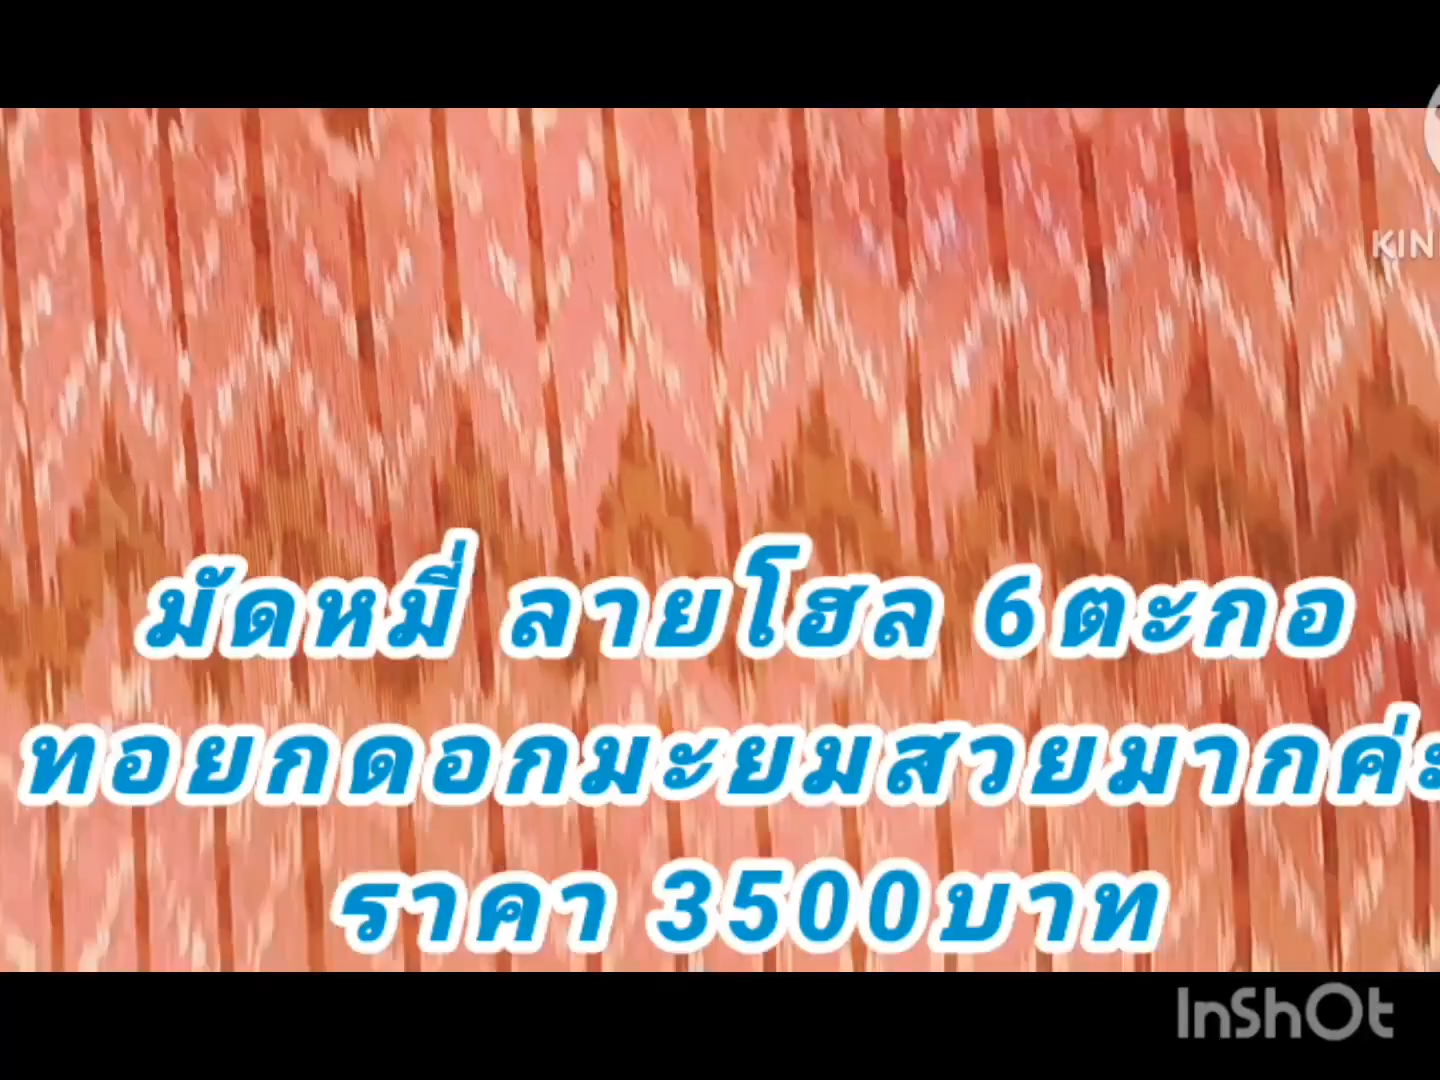 KIN
มัดหมี่ ลายโฮล 6ตะกอ
ทอยกดอกมะยมสวยมากค่ะ
ราคา 3500บาท
InShOt